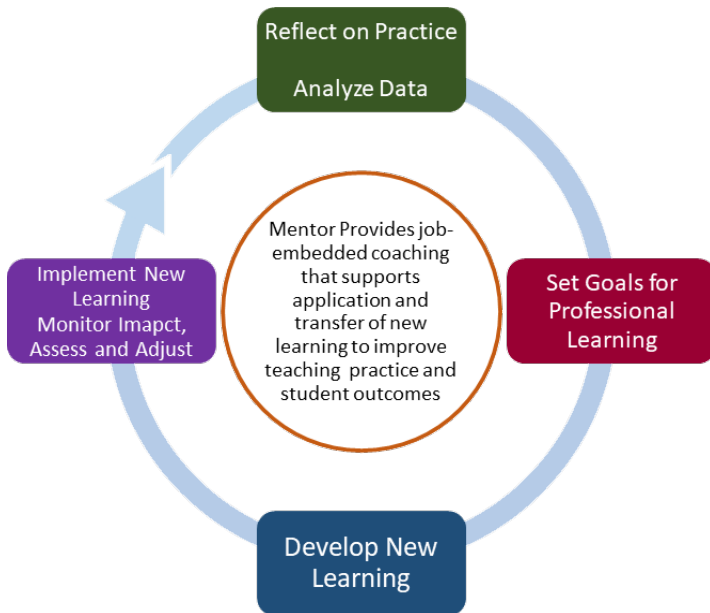 Reflect on Practice
Analyze Data
Mentor Provides job-
embedded coaching
that supports
application and
transfer of new
learning to improve
teaching practice and
student outcomes
Implement New
Learning
Monitor Imapct,
Assess and Adjust
Set Goals for
Professional
Learning
Develop New
Learning